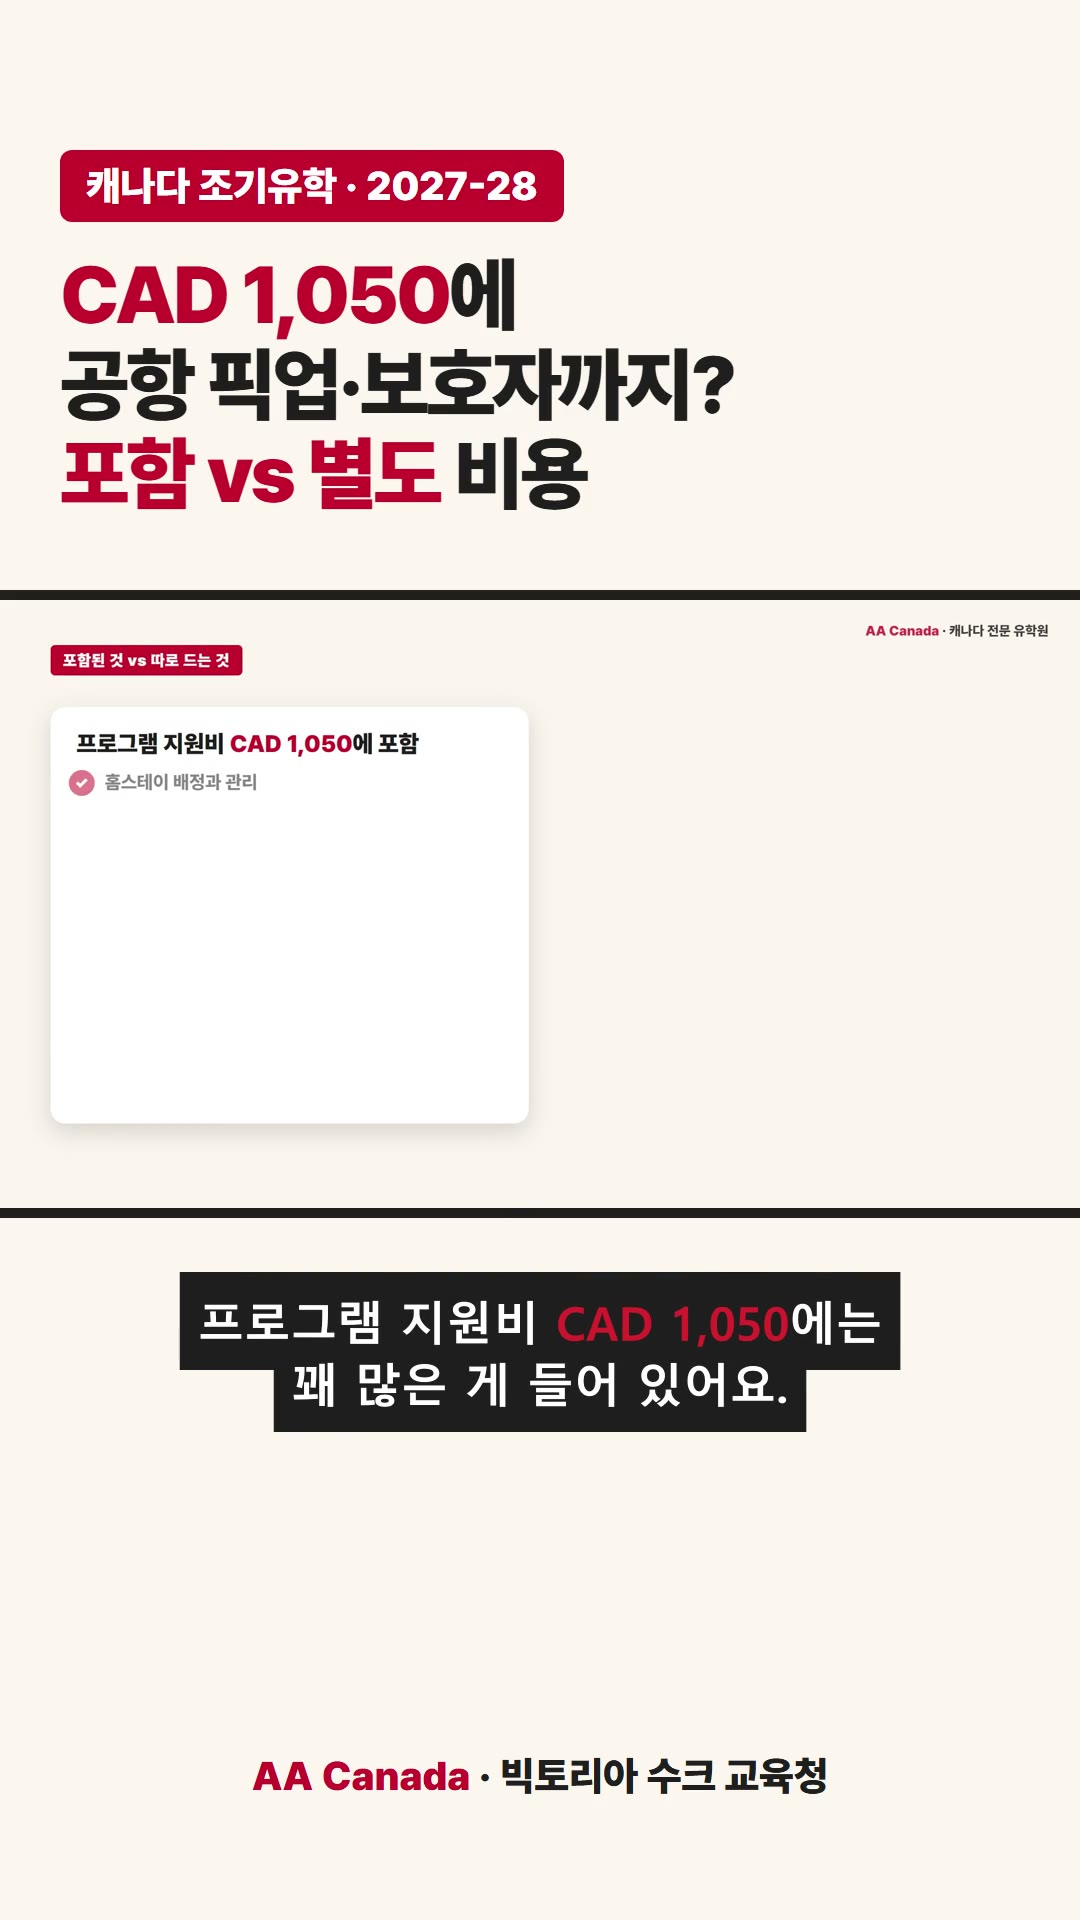 캐나다 조기유학 · 2027-28
CAD 1,050에
공항 픽업·보호자까지?
포함 vs 별도 비용
AA Canada · 캐나다 전문 유학원
포함된 것 vs 따로 드는 것
프로그램 지원비 CAD 1,050에 포함
홈스테이 배정과 관리
프로그램 지원비 CAD 1,050에는
꽤 많은 게 들어 있어요.
AA Canada · 빅토리아 수크 교육청